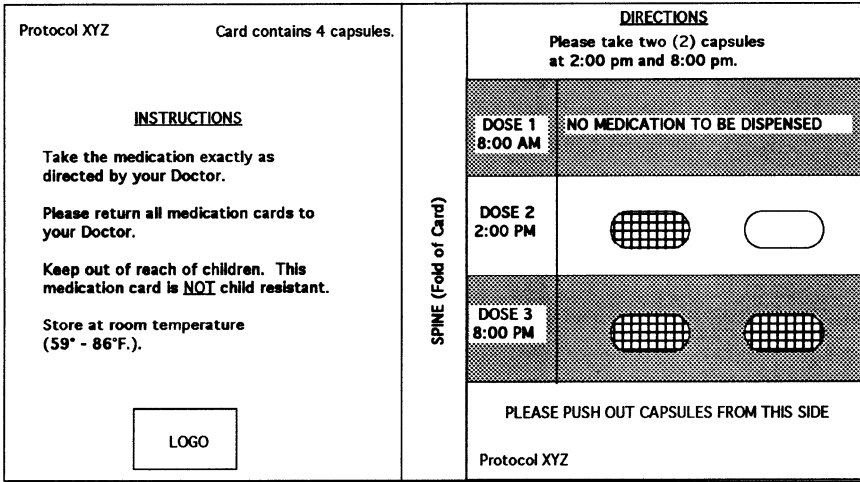 Protocol XYZ
Card contains 4 capsules.
INSTRUCTIONS
Take the medication exactly as
directed by your Doctor.
Please return all medication cards to
your Doctor.
Keep out of reach of children. This
medication card is NOT child resistant.
Store at room temperature
(59° - 86°F.).
LOGO
SPINE (Fold of Card)
DIRECTIONS
Please take two (2) capsules
at 2:00 pm and 8:00 pm.
DOSE 1
8:00 AM
NO MEDICATION TO BE DISPENSED
DOSE 2
2:00 PM
DOSE 3
8:00 PM
PLEASE PUSH OUT CAPSULES FROM THIS SIDE
Protocol XYZ